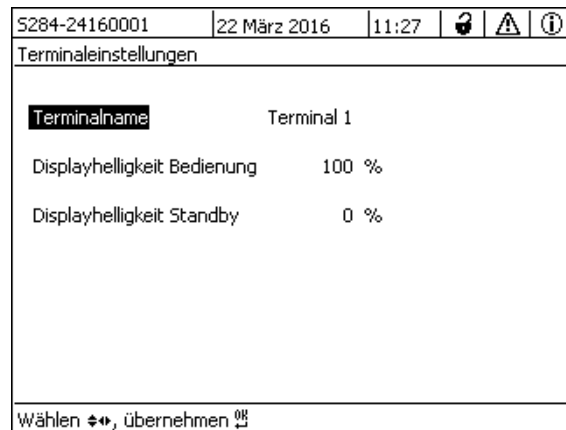 S284-24160001 22 März 2016 11:27
Terminaleinstellungen
Terminalname Terminal 1
Displayhelligkeit Bedienung 100 %
Displayhelligkeit Standby 0 %
Wählen, übernehmen OK